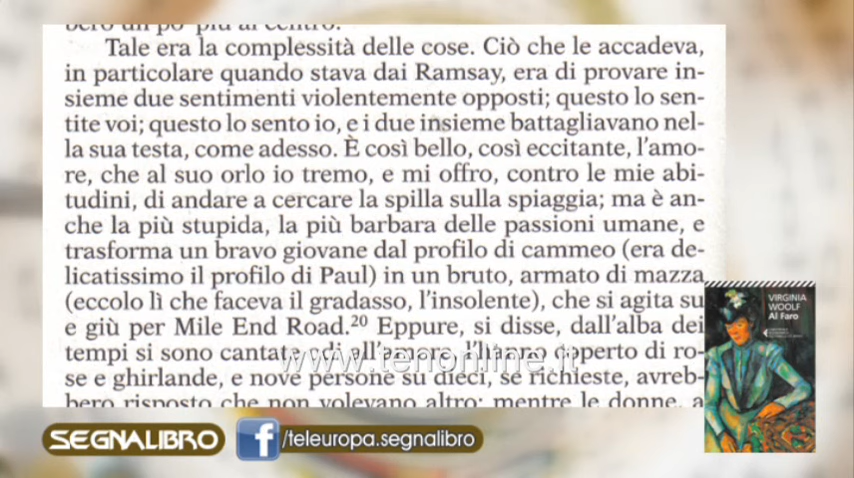 bero un po' più al centro.
Tale era la complessità delle cose. Ciò che le accadeva,
in particolare quando stava dai Ramsay, era di provare in-
sieme due sentimenti violentemente opposti; questo lo sen-
tite voi; questo lo sento io, e i due insieme battagliavano nel-
la sua testa, come adesso. È così bello, così eccitante, l'amo-
re, che al suo orlo io tremo, e mi offro, contro le mie abi-
tudini, di andare a cercare la spilla sulla spiaggia; ma è an-
che la più stupida, la più barbara delle passioni umane, e
trasforma un bravo giovane dal profilo di cammeo (era de-
licatissimo il profilo di Paul) in un bruto, armato di mazza
(eccolo lì che faceva il gradasso, l'insolente), che si agita su
e giù per Mile End Road.20 Eppure, si disse, dall'alba dei
tempi si sono cantate odi all'amore, l'hanno coperto di ro-
se e ghirlande, e nove persone su dieci, se richieste, avreb-
bero risposto che non volevano altro; mentre le donne, a
www.tenonline.it
VIRGINIA
WOOLF
Al Faro
SEGNALIBRO
f /teleuropa.segnalibro